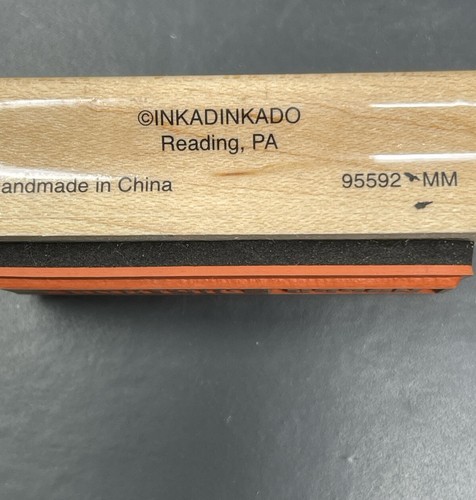 ©INKADINKADO
Reading, PA
andmade in China
95592 MM